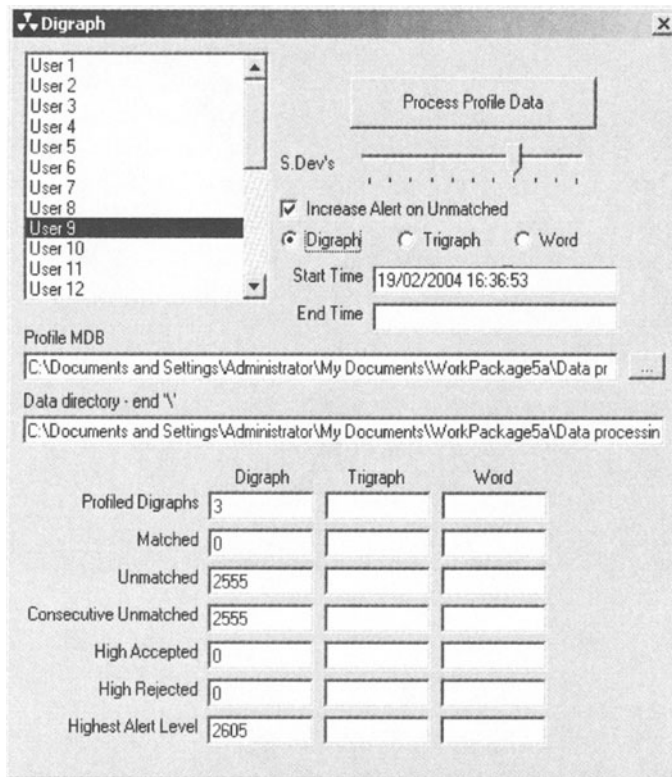 Digraph
User 1
User 2
User 3
User 4
User 5
User 6
User 7
User 8
User 9
User 10
User 11
User 12
Process Profile Data
S.Dev's
Increase Alert on Unmatched
Digraph Trigraph Word
Start Time 19/02/2004 16:36:53
End Time
Profile MDB
C:\Documents and Settings\Administrator\My Documents\WorkPackage5a\Data pr ...
Data directory - end '\'
C:\Documents and Settings\Administrator\My Documents\WorkPackage5a\Data processin
Digraph Trigraph Word
Profiled Digraphs 3
Matched 0
Unmatched 2555
Consecutive Unmatched 2555
High Accepted 0
High Rejected 0
Highest Alert Level 2605